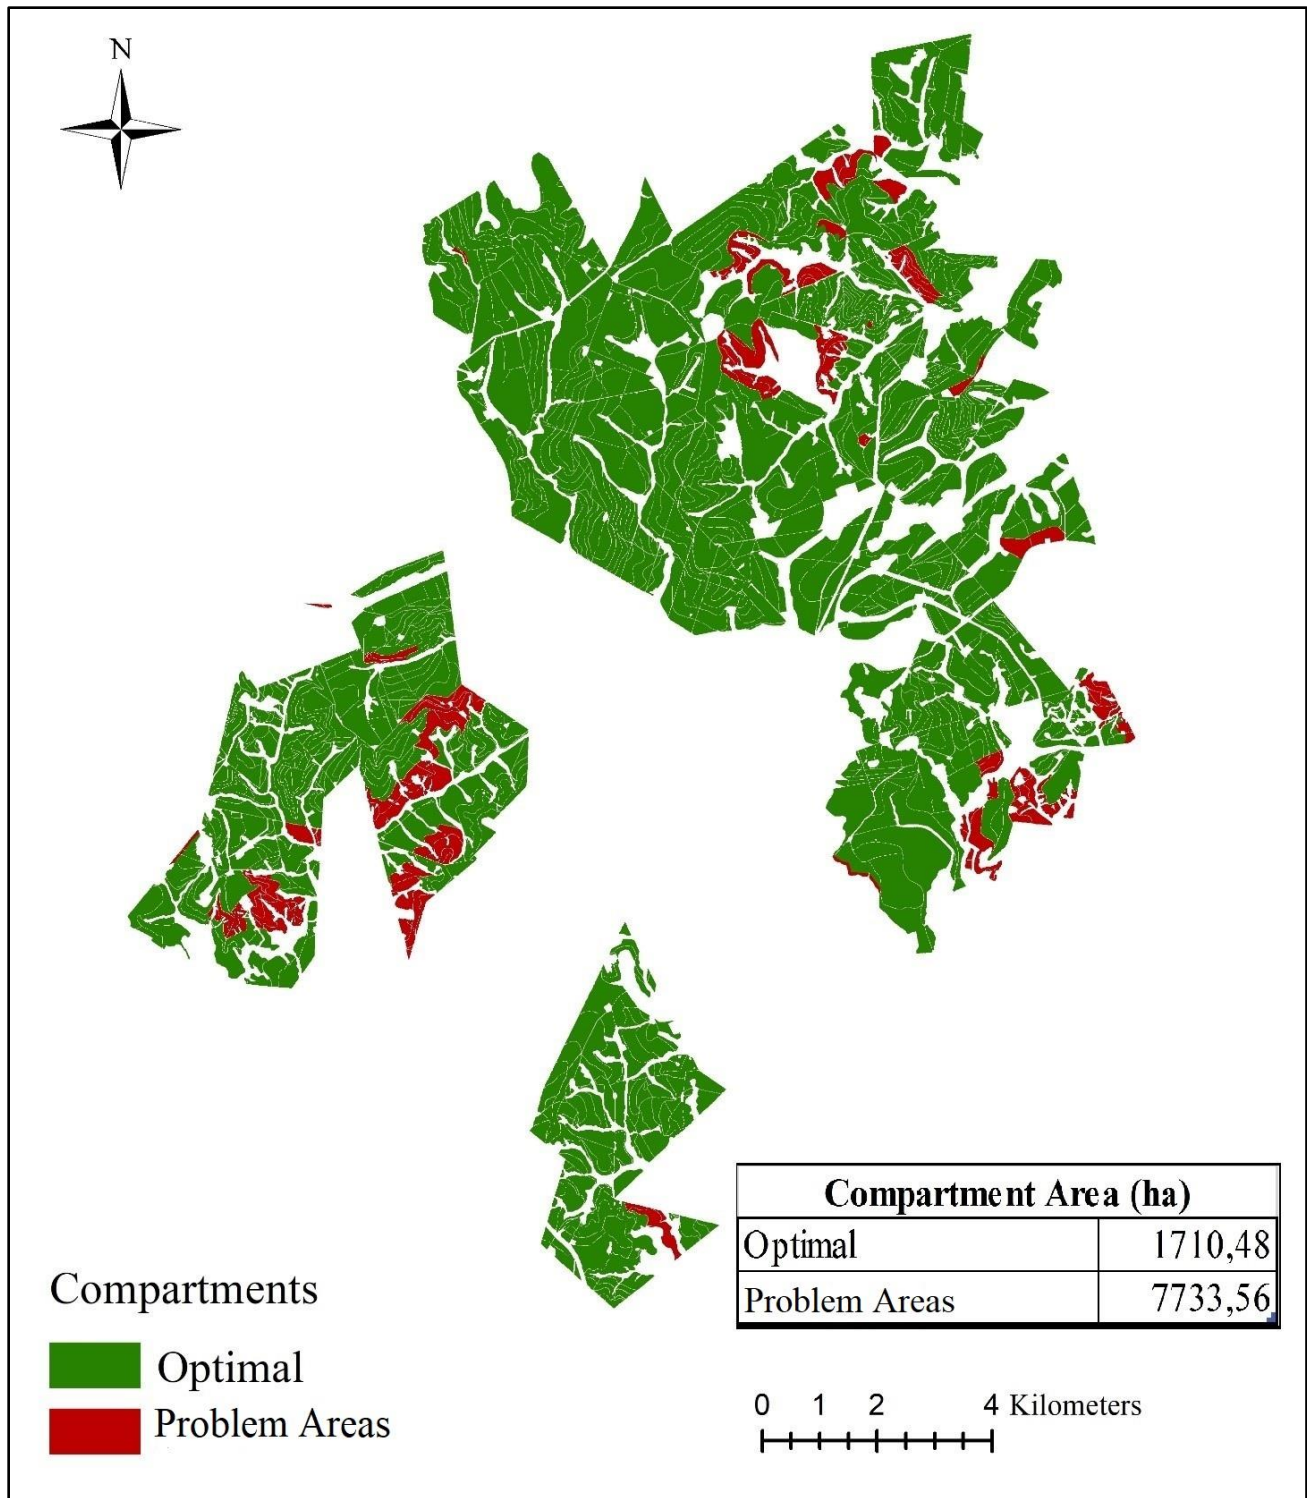 N
Compartment Area (ha)
Optimal 1710,48
Problem Areas 7733,56
Compartments
Optimal
Problem Areas
0 1 2 4 Kilometers